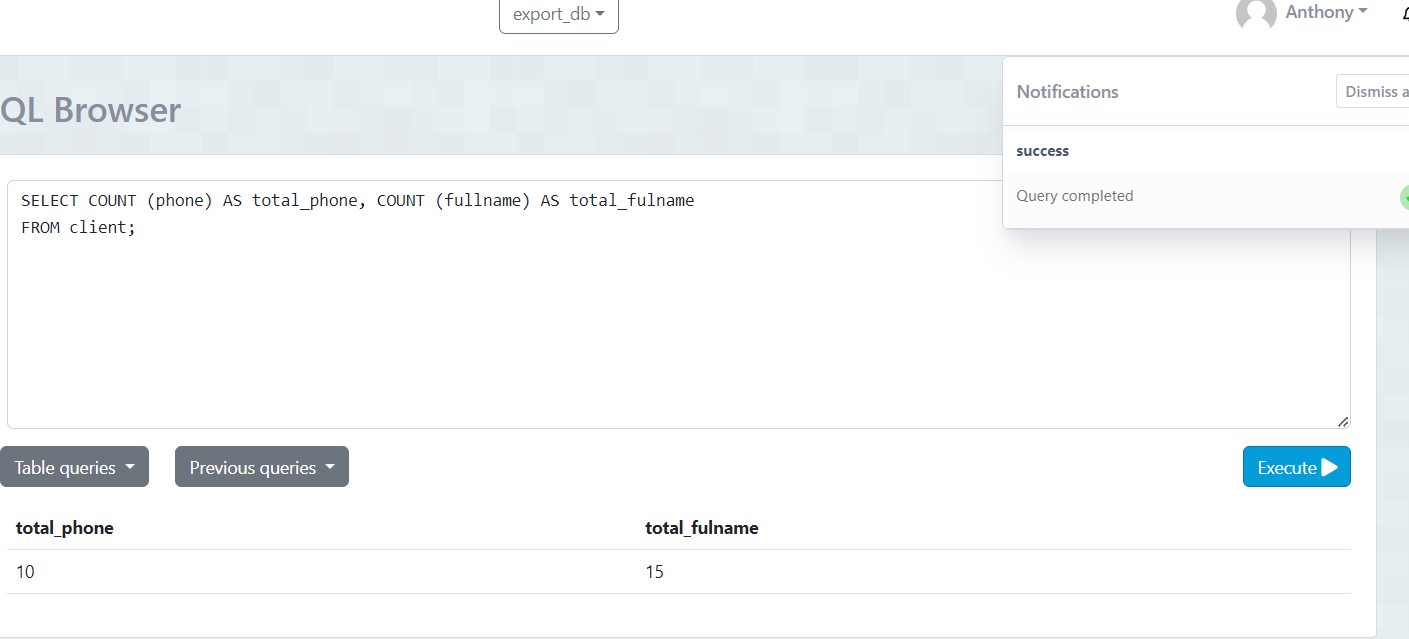 export_db
Anthony
Notifications
Dismiss a
QL Browser
success
Query completed
SELECT COUNT (phone) AS total_phone, COUNT (fullname) AS total_fulname
FROM client;
Table queries
Previous queries
Execute
total_phone total_fulname
10 15